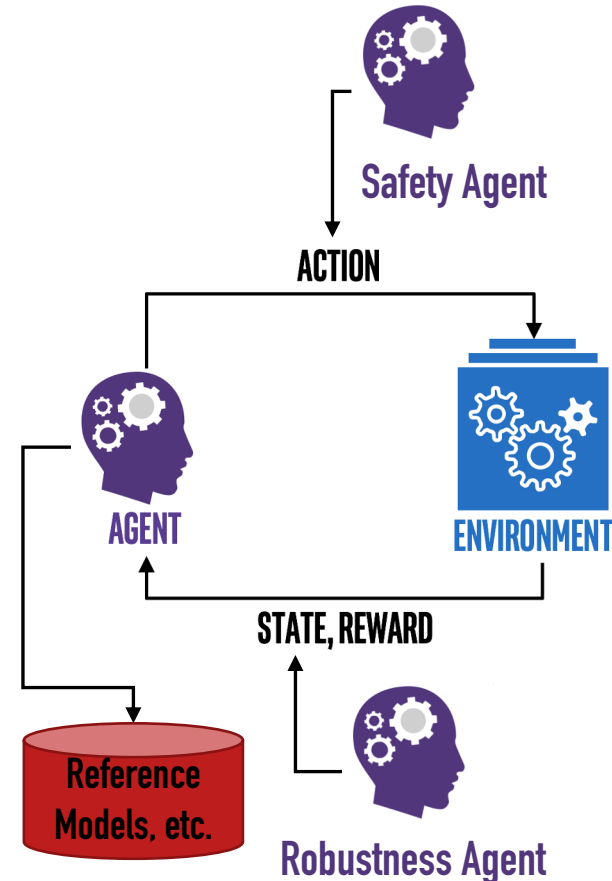 Safety Agent
ACTION
AGENT
ENVIRONMENT
STATE, REWARD
Reference
Models, etc.
Robustness Agent